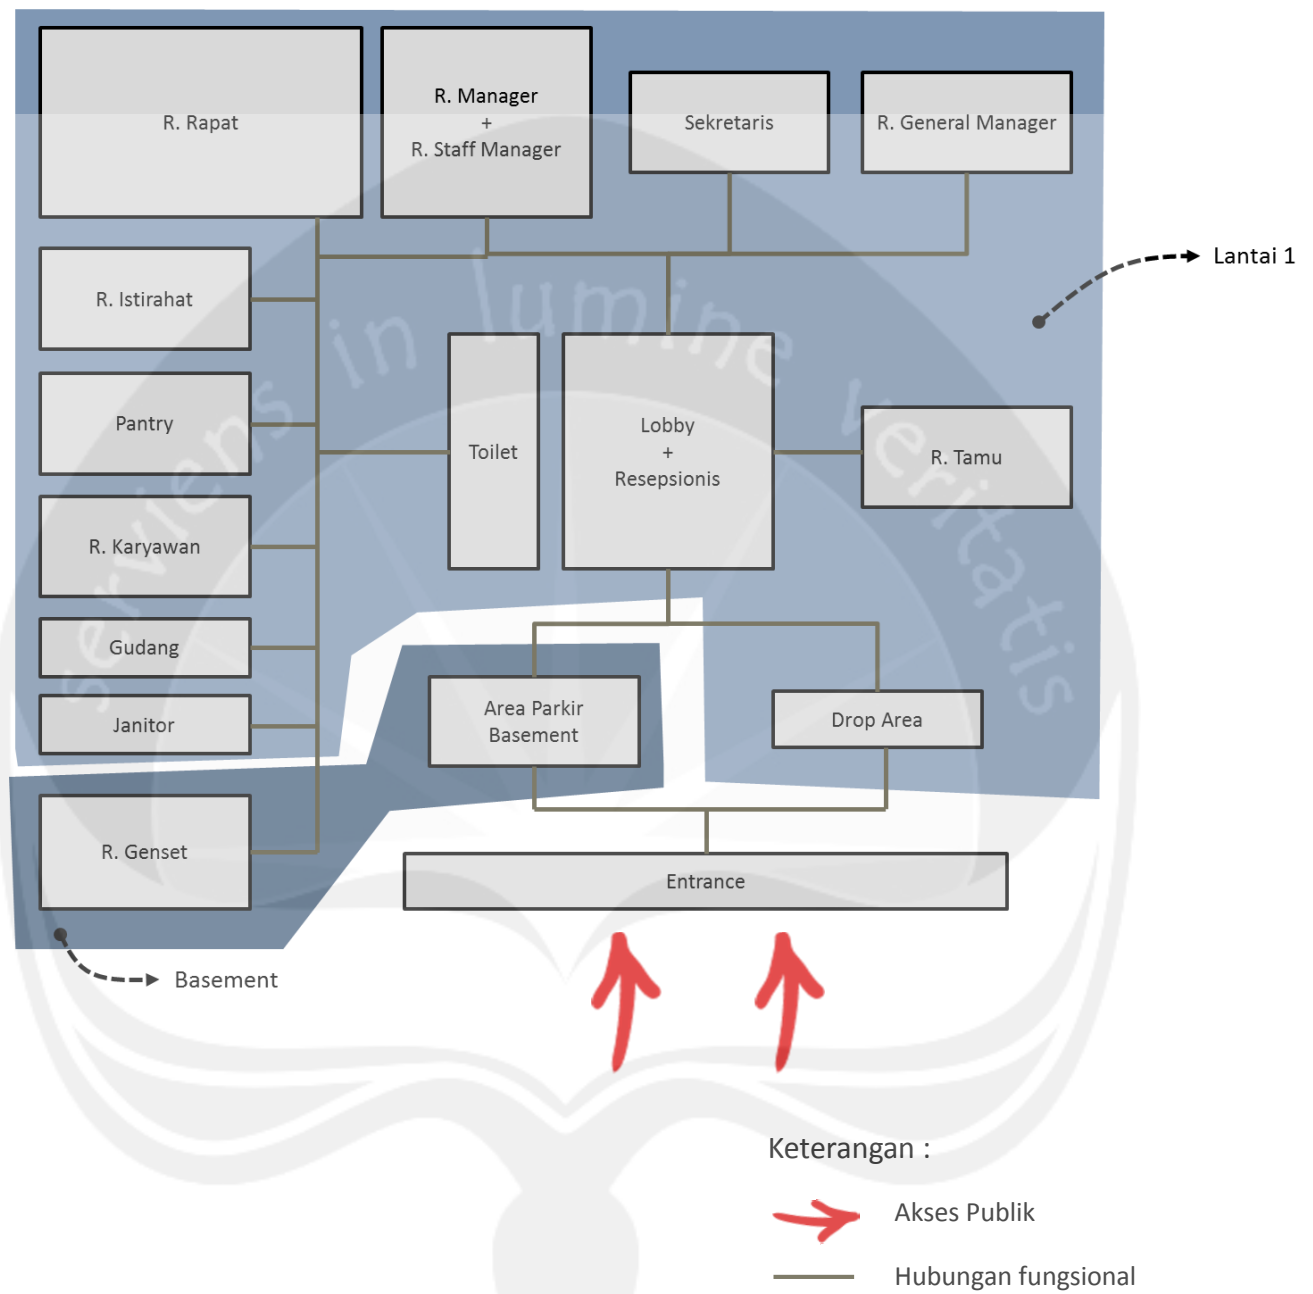 R. Rapat
R. Manager
+
R. Staff Manager
Sekretaris
R. General Manager
Lantai 1
R. Istirahat
Pantry
Toilet
Lobby
+
Resepsionis
R. Tamu
R. Karyawan
Gudang
Janitor
Area Parkir
Basement
Drop Area
R. Genset
Entrance
Basement
serviens in lumine veritatis
Keterangan :
Akses Publik
Hubungan fungsional